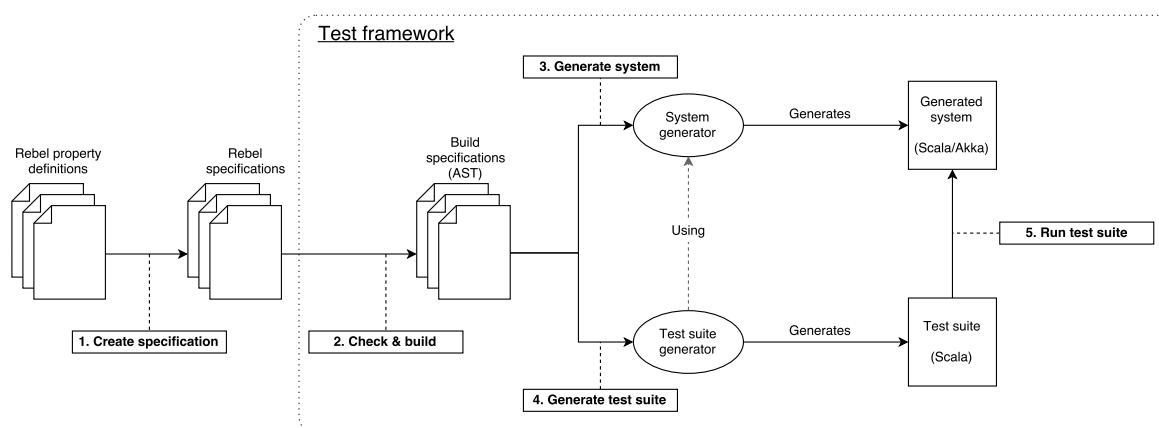 Test framework
3. Generate system
System
generator
Generates
Generated
system
(Scala/Akka)
Rebel property
definitions
Rebel
specifications
Build
specifications
(AST)
Using
5. Run test suite
1. Create specification
2. Check & build
Test suite
generator
Generates
Test suite
(Scala)
4. Generate test suite